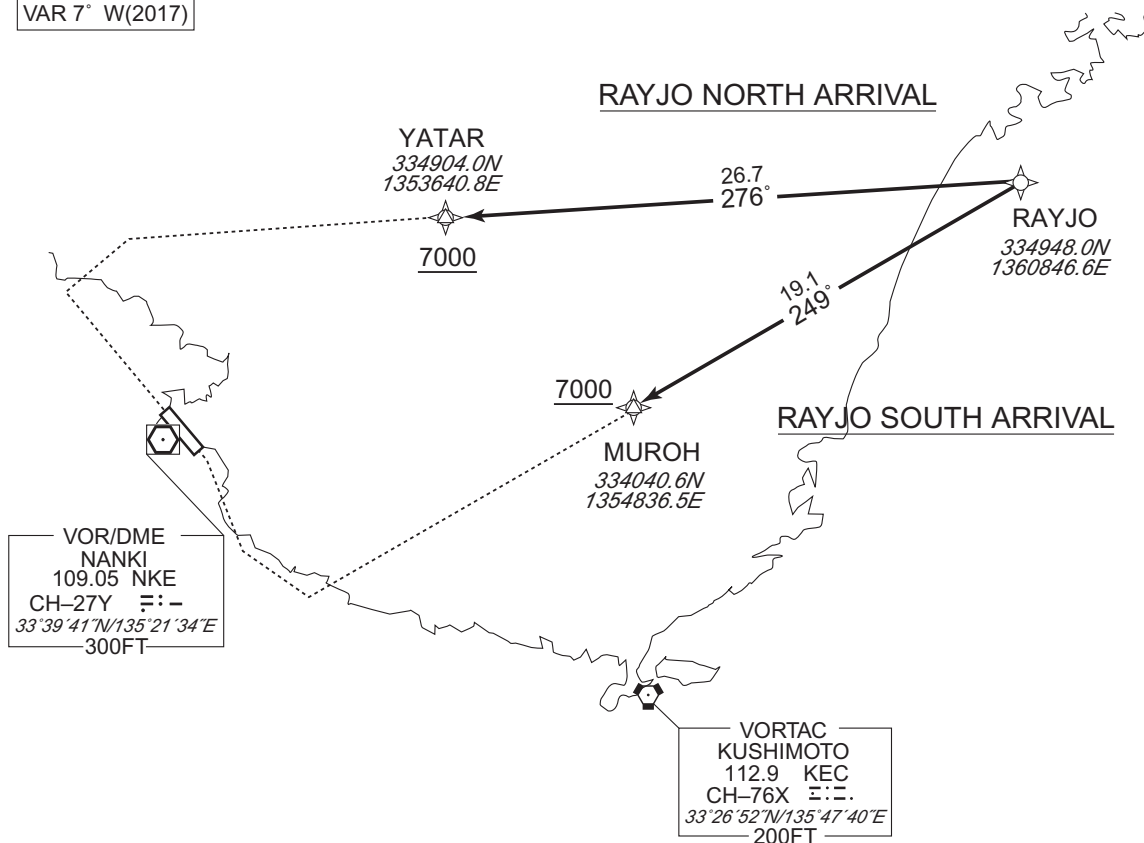 VAR 7° W(2017)
RAYJO NORTH ARRIVAL
YATAR
334904.0N
1353640.8E
7000
26.7
276°
RAYJO
334948.0N
1360846.6E
19.1
249°
7000
MUROH
334040.6N
1354836.5E
RAYJO SOUTH ARRIVAL
VOR/DME
NANKI
109.05 NKE
CH–27Y
33°39´41˝N/135°21´34˝E
300FT
VORTAC
KUSHIMOTO
112.9 KEC
CH–76X
33°26´52˝N/135°47´40˝E
200FT